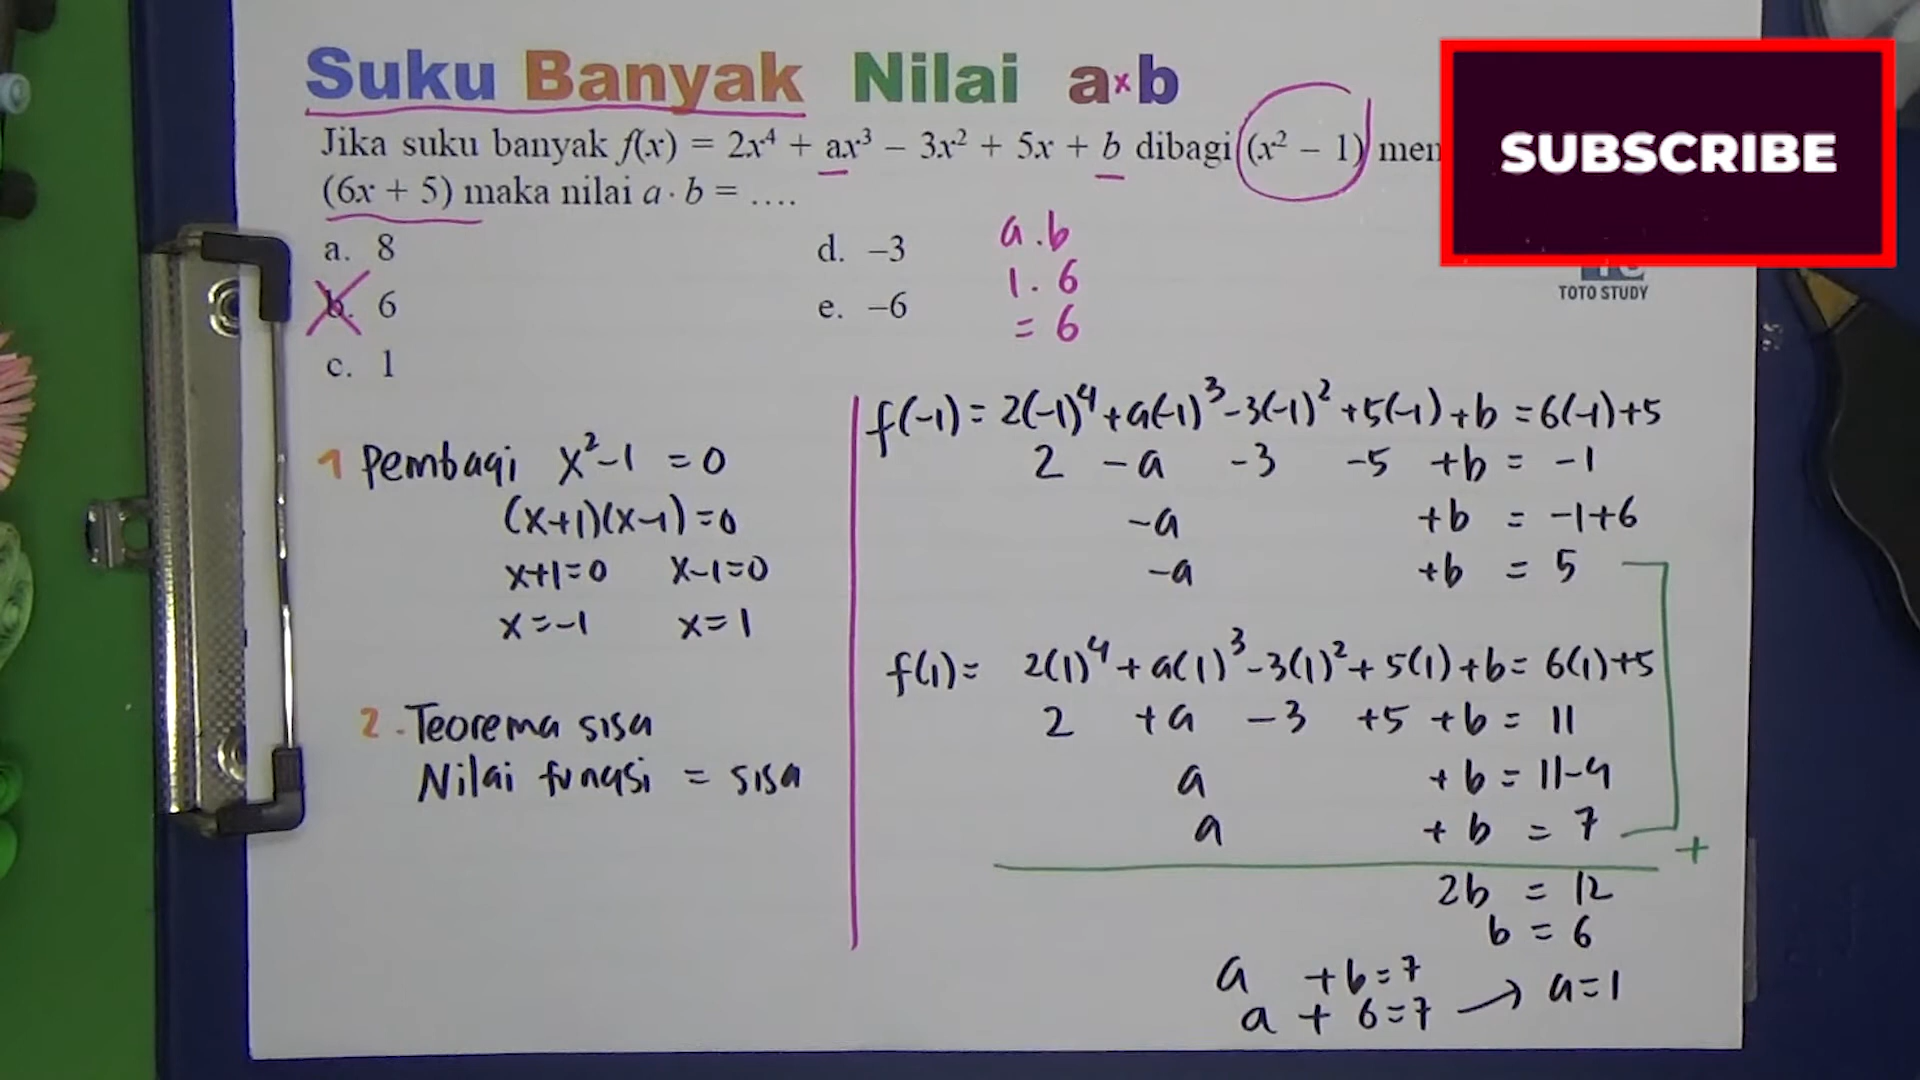 Suku Banyak Nilai a×b
Jika suku banyak f(x) = 2x⁴ + ax³ – 3x² + 5x + b dibagi (x² – 1)
(6x + 5) maka nilai a · b = ....
a. 8
b. 6
c. 1
d. –3
e. –6
a . b
1 . 6
= 6
SUBSCRIBE
TOTO STUDY
1 Pembagi x²-1 = 0
(x+1)(x-1)=0
x+1=0 x-1=0
x=-1 x=1
2. Teorema sisa
Nilai fungsi = sisa
f(-1) = 2(-1)⁴ + a(-1)³ - 3(-1)² + 5(-1) + b = 6(-1)+5
2 -a -3 -5 +b = -1
-a +b = -1+6
-a +b = 5
f(1) = 2(1)⁴ + a(1)³ - 3(1)² + 5(1) + b = 6(1)+5
2 +a -3 +5 +b = 11
a + b = 11-4
a + b = 7
+
2b = 12
b = 6
a + b = 7
a + 6 = 7 → a = 1